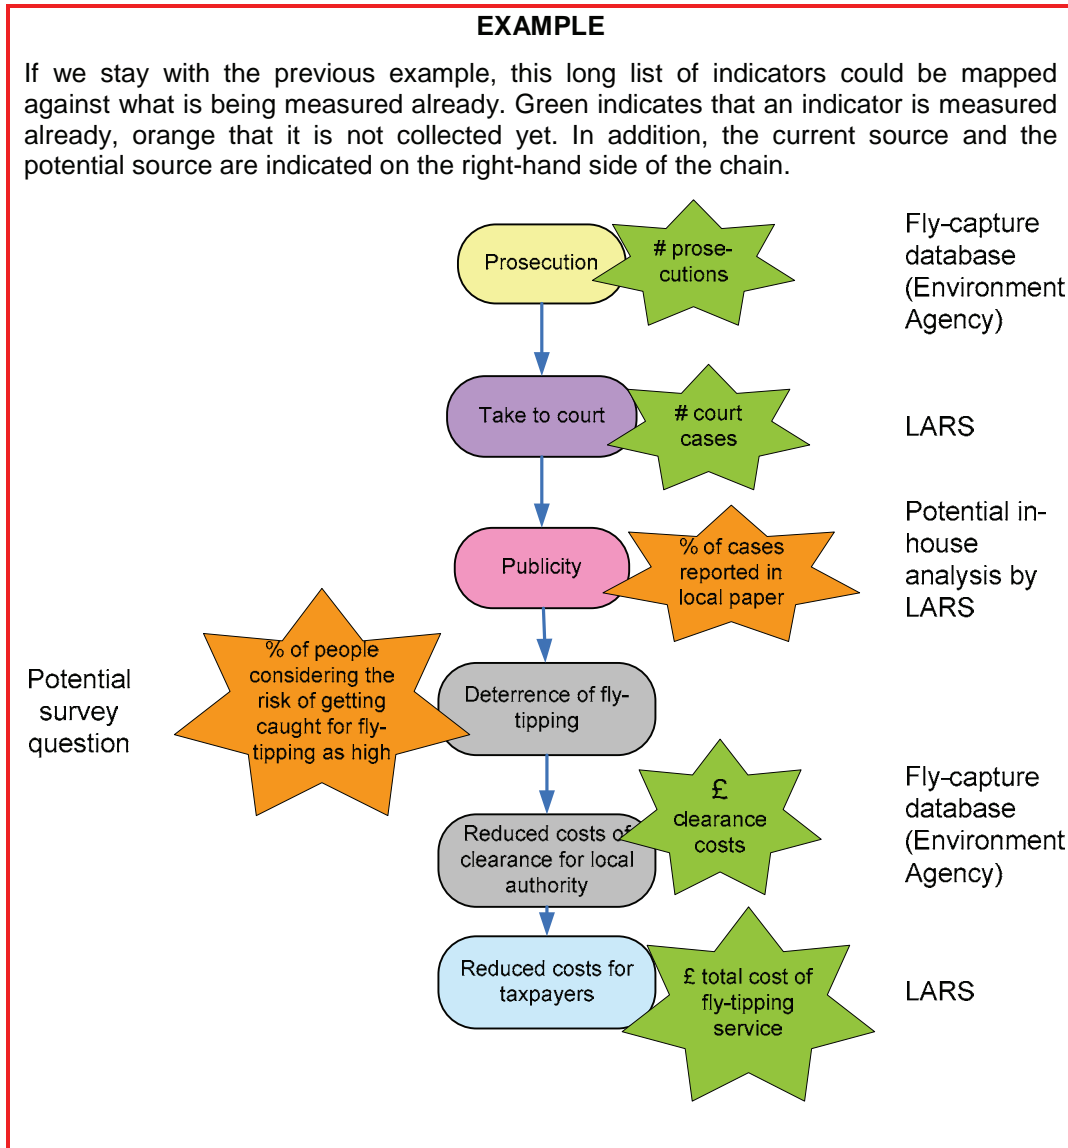 EXAMPLE
If we stay with the previous example, this long list of indicators could be mapped
against what is being measured already. Green indicates that an indicator is measured
already, orange that it is not collected yet. In addition, the current source and the
potential source are indicated on the right-hand side of the chain.
Prosecution
# prose-
cutions
Fly-capture
database
(Environment
Agency)
Take to court
# court
cases
LARS
Publicity
% of cases
reported in
local paper
Potential in-
house
analysis by
LARS
Potential
survey
question
% of people
considering the
risk of getting
caught for fly-
tipping as high
Deterrence of fly-
tipping
Reduced costs of
clearance for local
authority
£
clearance
costs
Fly-capture
database
(Environment
Agency)
Reduced costs for
taxpayers
£ total cost of
fly-tipping
service
LARS